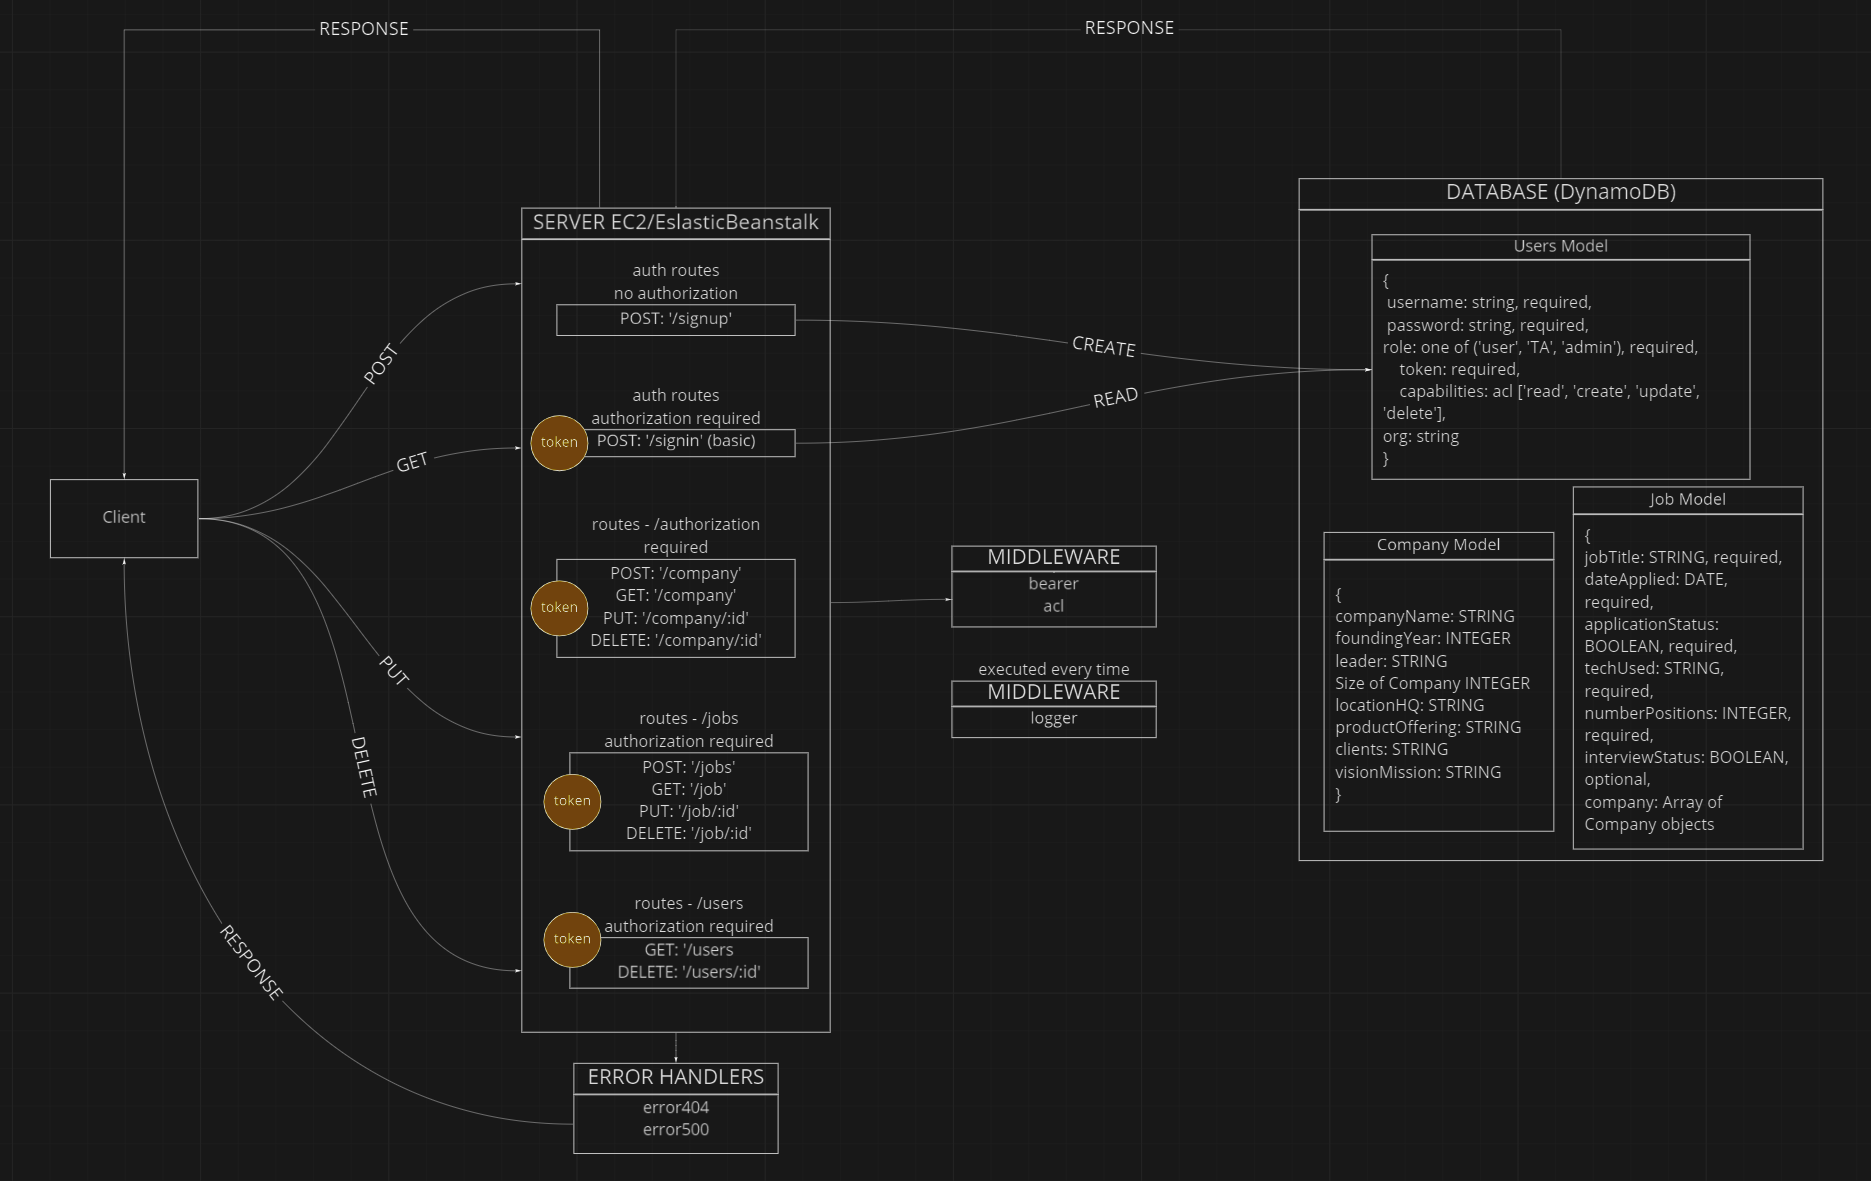 RESPONSE
RESPONSE
DATABASE (DynamoDB)
SERVER EC2/EslasticBeanstalk
Users Model
auth routes
no authorization
POST: '/signup'
{
username: string, required,
password: string, required,
role: one of ('user', 'TA', 'admin'), required,
token: required,
capabilities: acl ['read', 'create', 'update',
'delete'],
org: string
}
CREATE
READ
POST
auth routes
authorization required
token
POST: '/signin' (basic)
GET
Client
routes - /authorization
required
token
POST: '/company'
GET: '/company'
PUT: '/company/:id'
DELETE: '/company/:id'
MIDDLEWARE
bearer
acl
executed every time
MIDDLEWARE
logger
Company Model
{
companyName: STRING
foundingYear: INTEGER
leader: STRING
Size of Company INTEGER
locationHQ: STRING
productOffering: STRING
clients: STRING
visionMission: STRING
}
Job Model
{
jobTitle: STRING, required,
dateApplied: DATE,
required,
applicationStatus:
BOOLEAN, required,
techUsed: STRING,
required,
numberPositions: INTEGER,
required,
interviewStatus: BOOLEAN,
optional,
company: Array of
Company objects
PUT
DELETE
routes - /jobs
authorization required
token
POST: '/jobs'
GET: '/job'
PUT: '/job/:id'
DELETE: '/job/:id'
routes - /users
authorization required
token
GET: '/users
DELETE: '/users/:id'
RESPONSE
ERROR HANDLERS
error404
error500